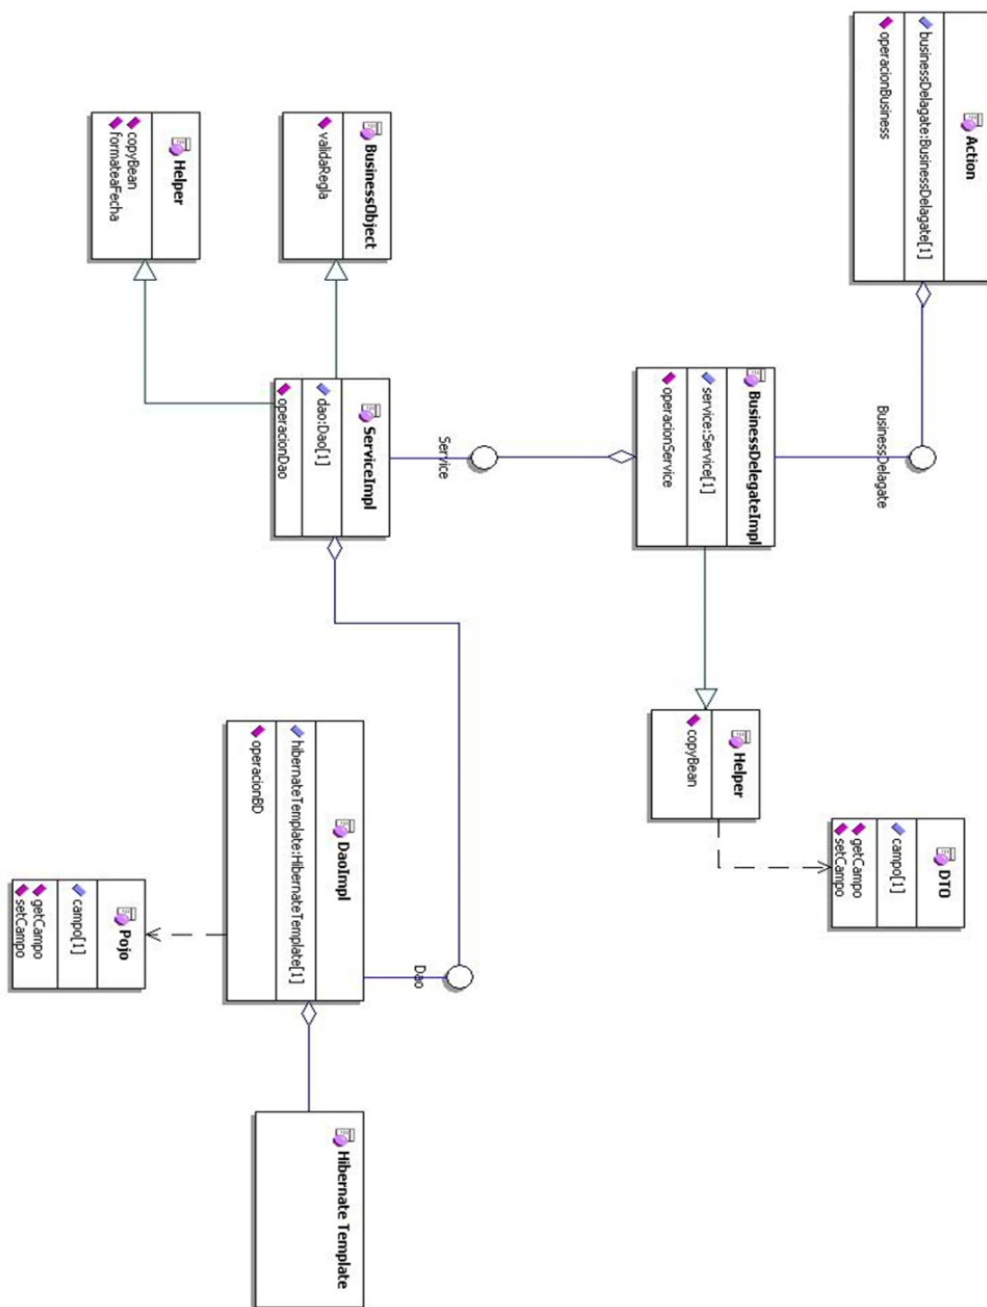 Action
businessDelagate:BusinessDelagate[1]
operacionBusiness
BusinessDelagate
DTO
campo[1]
getCampo
setCampo
BusinessDelegateImpl
service:Service[1]
operacionService
Helper
copyBean
Service
Dao
BusinessObject
validaRegla
ServiceImpl
dao:Dao[1]
operacionDao
DaoImpl
hibernateTemplate:HibernateTemplate[1]
operacionBD
Hibernate Template
Helper
copyBean
formateaFecha
Pojo
campo[1]
getCampo
setCampo